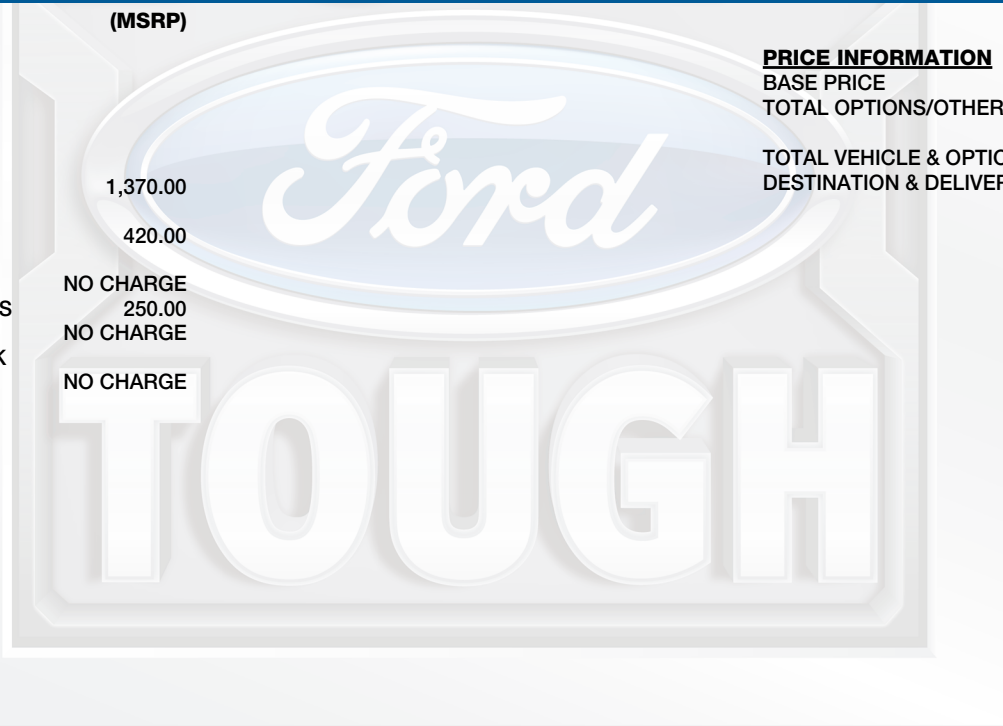 (MSRP)
1,370.00
420.00
NO CHARGE
S 250.00
NO CHARGE
K
NO CHARGE
PRICE INFORMATION
BASE PRICE
TOTAL OPTIONS/OTHER
TOTAL VEHICLE & OPTIO
DESTINATION & DELIVER
Ford
TOUGH